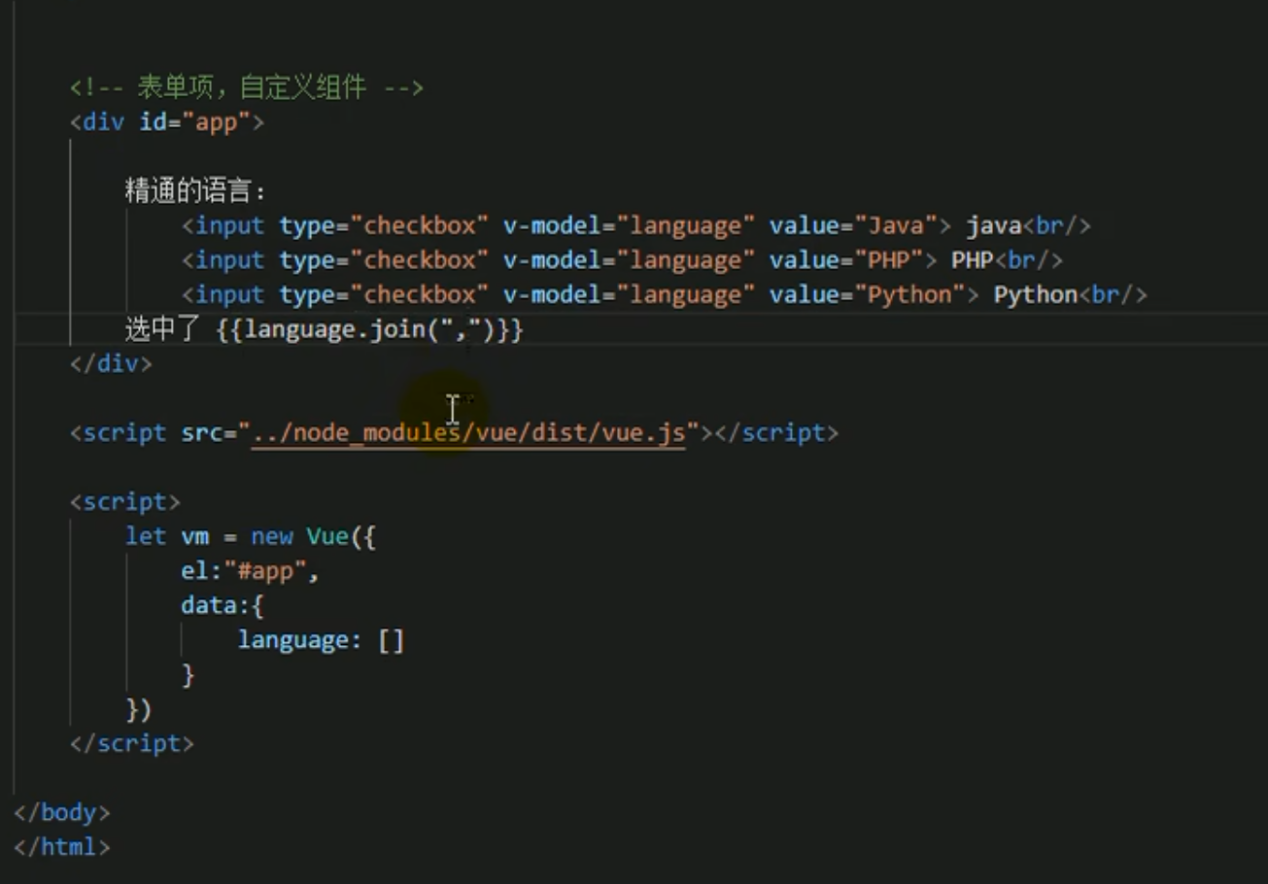 <!-- 表单项，自定义组件 -->
<div id="app">
精通的语言：
<input type="checkbox" v-model="language" value="Java"> java<br/>
<input type="checkbox" v-model="language" value="PHP"> PHP<br/>
<input type="checkbox" v-model="language" value="Python"> Python<br/>
选中了 {{language.join(",")}}
</div>
<script src="../node_modules/vue/dist/vue.js"></script>
<script>
let vm = new Vue({
el:"#app",
data:{
language: []
}
})
</script>
</body>
</html>